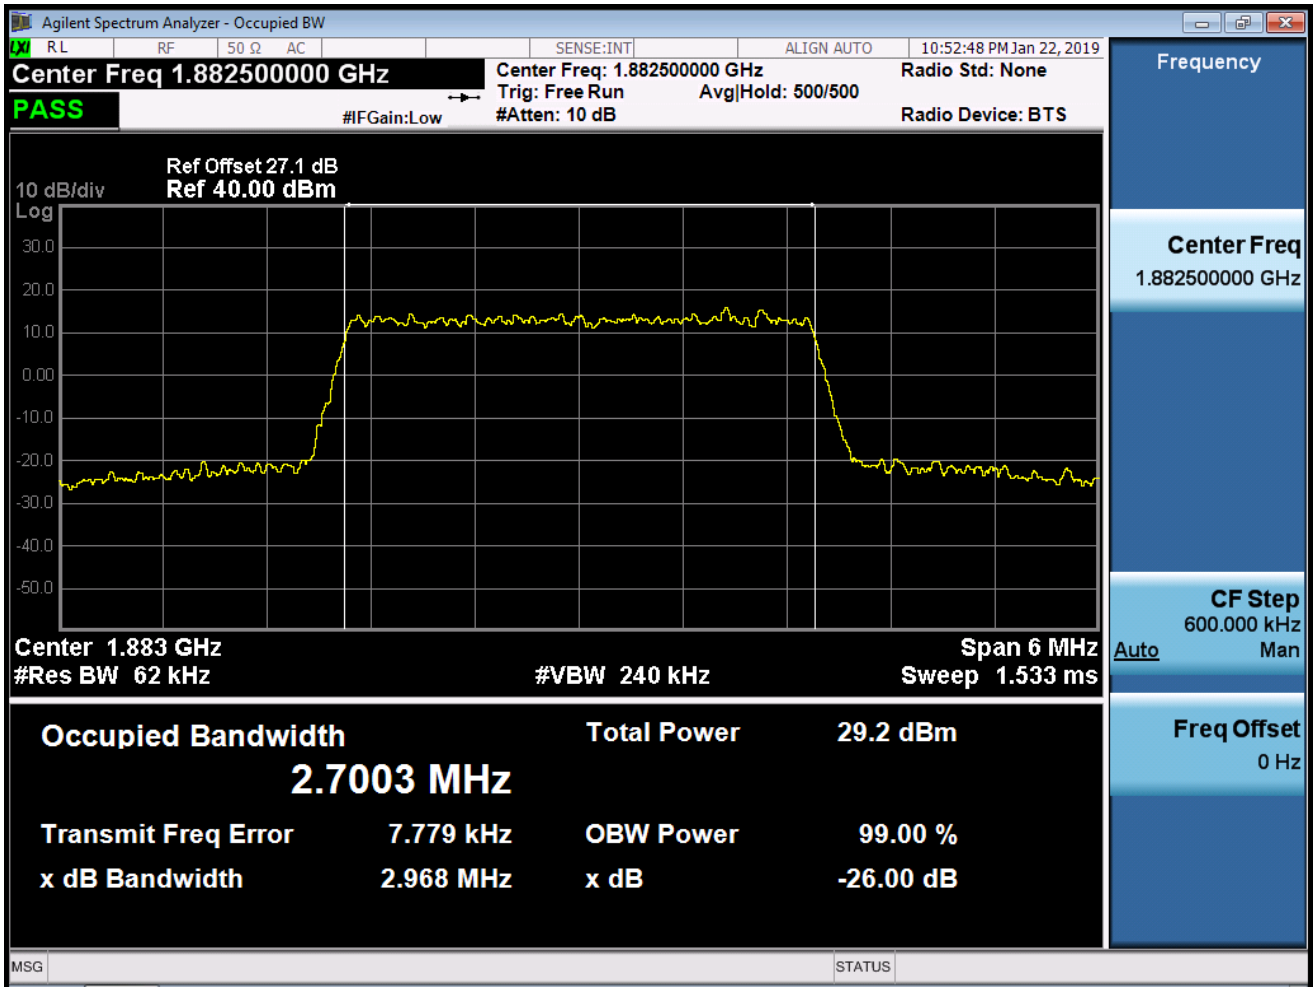 Agilent Spectrum Analyzer - Occupied BW
LXI RL RF 50 Ω AC SENSE:INT ALIGN AUTO 10:52:48 PM Jan 22, 2019
Center Freq 1.882500000 GHz
Center Freq: 1.882500000 GHz
Radio Std: None
Trig: Free Run Avg|Hold: 500/500
PASS
#IFGain:Low
#Atten: 10 dB
Radio Device: BTS
Ref Offset 27.1 dB
10 dB/div Ref 40.00 dBm
Log
30.0
20.0
10.0
0.00
-10.0
-20.0
-30.0
-40.0
-50.0
Center 1.883 GHz Span 6 MHz
#Res BW 62 kHz #VBW 240 kHz Sweep 1.533 ms
Occupied Bandwidth Total Power 29.2 dBm
2.7003 MHz
Transmit Freq Error 7.779 kHz OBW Power 99.00 %
x dB Bandwidth 2.968 MHz x dB -26.00 dB
Frequency
Center Freq
1.882500000 GHz
CF Step
600.000 kHz
Auto Man
Freq Offset
0 Hz
MSG STATUS